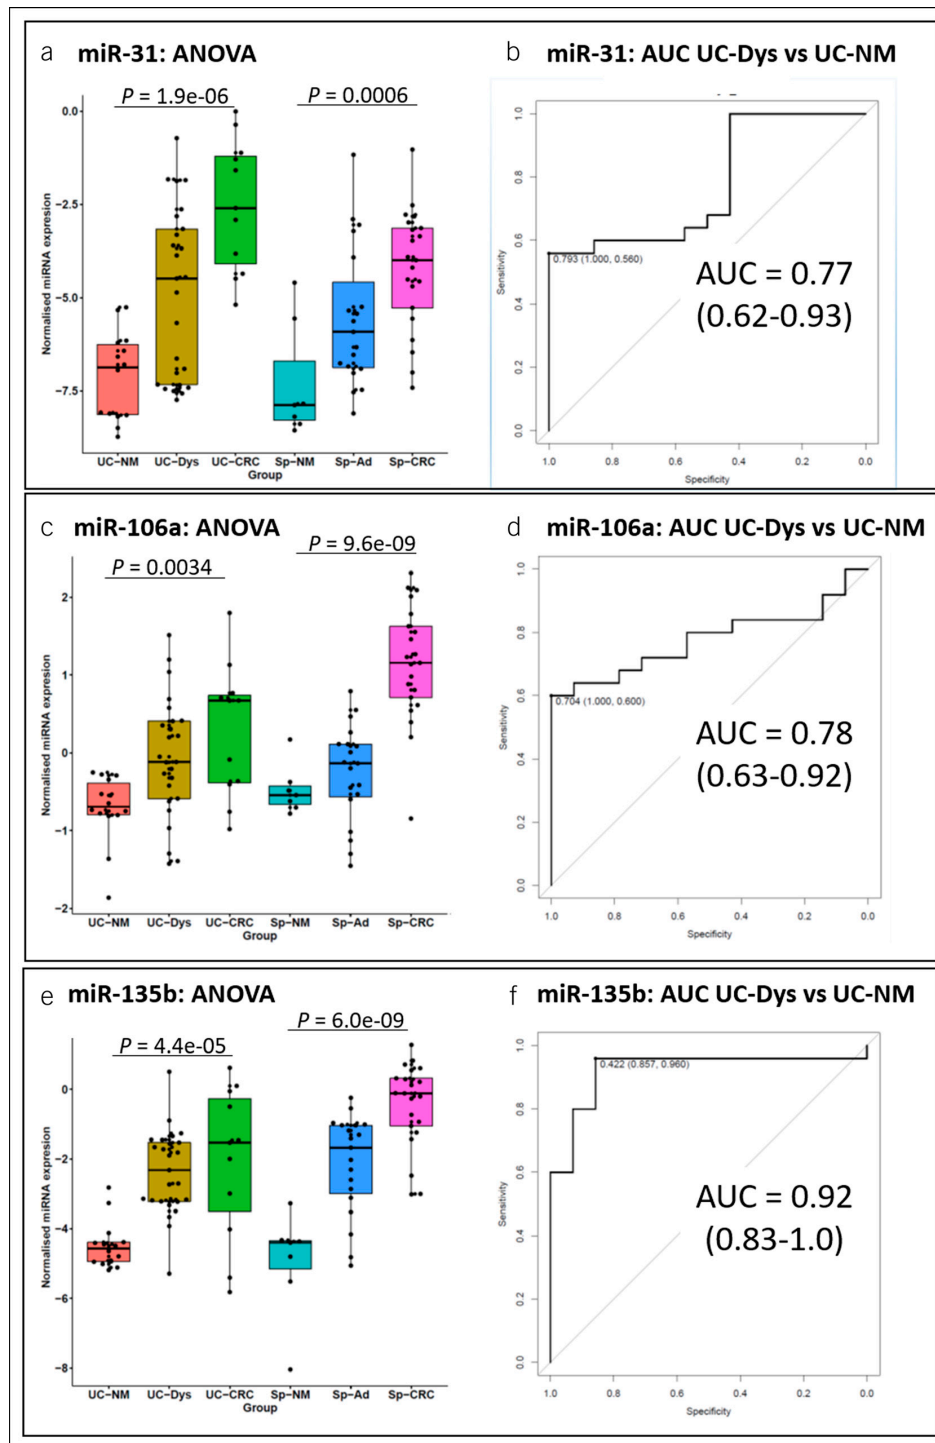 a miR-31: ANOVA
P = 1.9e-06
P = 0.0006
Normalised miRNA expresion
0.0
−2.5
−5.0
−7.5
UC−NM UC−Dys UC−CRC Sp−NM Sp−Ad Sp−CRC
Group
b miR-31: AUC UC-Dys vs UC-NM
Sensitivity
1.0
0.8
0.6
0.4
0.2
0.0
0.793 (1.000, 0.560)
AUC = 0.77
(0.62-0.93)
1.0 0.8 0.6 0.4 0.2 0.0
Specificity
c miR-106a: ANOVA
P = 0.0034
P = 9.6e-09
Normalised miRNA expresion
2
1
0
−1
−2
UC−NM UC−Dys UC−CRC Sp−NM Sp−Ad Sp−CRC
Group
d miR-106a: AUC UC-Dys vs UC-NM
Sensitivity
1.0
0.8
0.6
0.4
0.2
0.0
0.704 (1.000, 0.600)
AUC = 0.78
(0.63-0.92)
1.0 0.8 0.6 0.4 0.2 0.0
Specificity
e miR-135b: ANOVA
P = 4.4e-05
P = 6.0e-09
Normalised miRNA expresion
0
−2
−4
−6
−8
UC−NM UC−Dys UC−CRC Sp−NM Sp−Ad Sp−CRC
Group
f miR-135b: AUC UC-Dys vs UC-NM
Sensitivity
1.0
0.8
0.6
0.4
0.2
0.0
0.422 (0.857, 0.960)
AUC = 0.92
(0.83-1.0)
1.0 0.8 0.6 0.4 0.2 0.0
Specificity